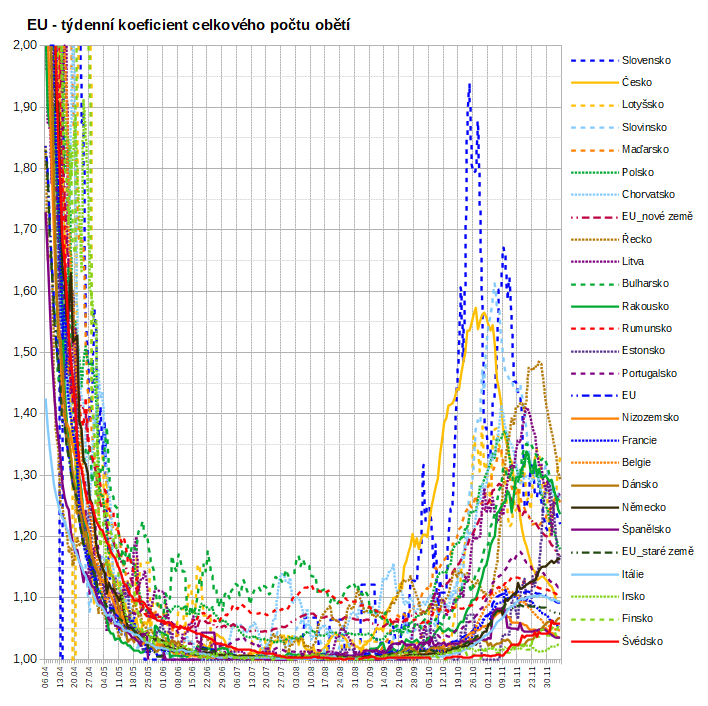 EU - týdenní koeficient celkového počtu obětí
2,00
1,90
1,80
1,70
1,60
1,50
1,40
1,30
1,20
1,10
1,00
Slovensko
Česko
Lotyšsko
Slovinsko
Maďarsko
Polsko
Chorvatsko
EU_nové země
Řecko
Litva
Bulharsko
Rakousko
Rumunsko
Estonsko
Portugalsko
EU
Nizozemsko
Francie
Belgie
Dánsko
Německo
Španělsko
EU_staré země
Itálie
Irsko
Finsko
Švédsko
06.04
13.04
20.04
27.04
04.05
11.05
18.05
25.05
01.06
08.06
15.06
22.06
29.06
06.07
13.07
20.07
27.07
03.08
10.08
17.08
24.08
31.08
07.09
14.09
21.09
28.09
05.10
12.10
19.10
26.10
02.11
09.11
16.11
23.11
30.11